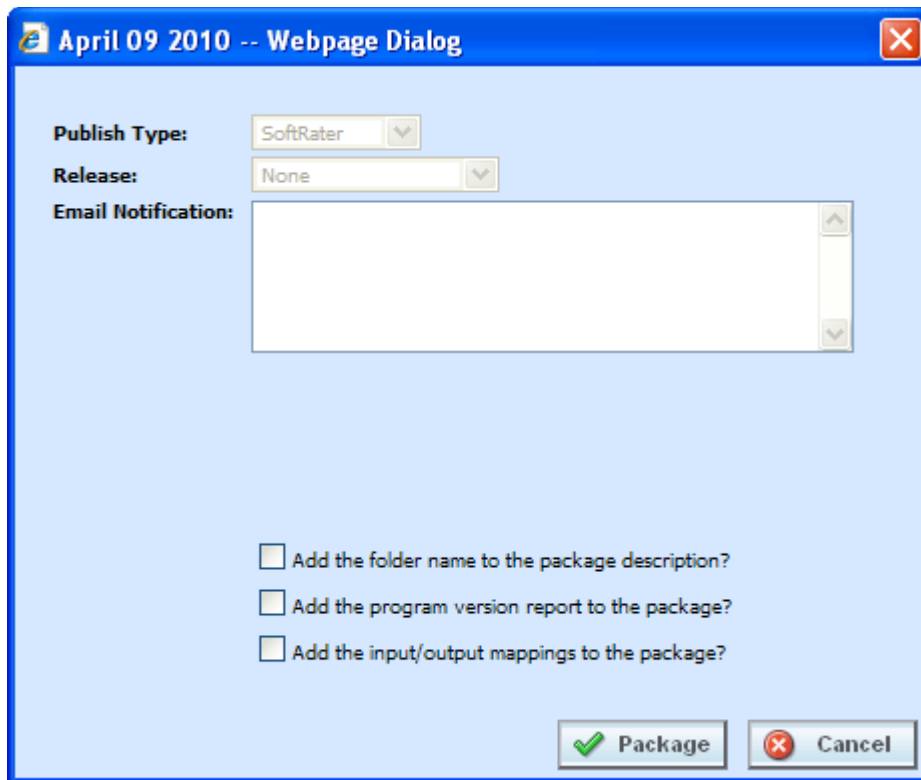 April 09 2010 -- Webpage Dialog
Publish Type: SoftRater
Release: None
Email Notification:
Add the folder name to the package description?
Add the program version report to the package?
Add the input/output mappings to the package?
Package Cancel